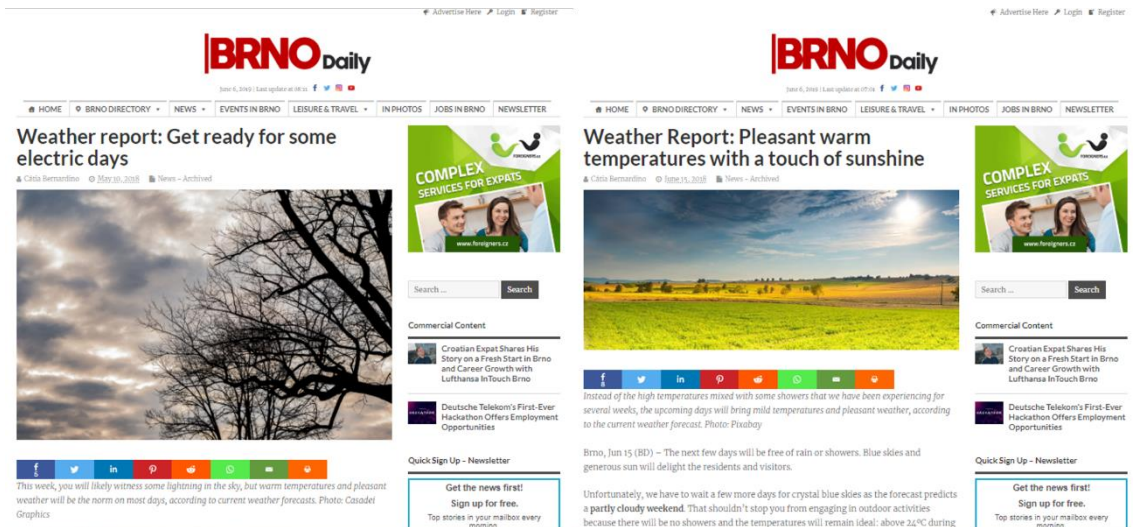 Advertise Here Login Register
BRNO Daily
June 6, 2019 | Last update at 08:11
HOME BRNO DIRECTORY NEWS EVENTS IN BRNO LEISURE & TRAVEL IN PHOTOS JOBS IN BRNO NEWSLETTER
Weather report: Get ready for some
electric days
Cátia Bernardino May 10, 2018 News - Archived
COMPLEX
SERVICES FOR EXPATS
FOREIGNERS.cz
www.foreigners.cz
Search ... Search
Commercial Content
Croatian Expat Shares His
Story on a Fresh Start in Brno
and Career Growth with
Lufthansa InTouch Brno
Deutsche Telekom's First-Ever
Hackathon Offers Employment
Opportunities
This week, you will likely witness some lightning in the sky, but warm temperatures and pleasant
weather will be the norm on most days, according to current weather forecasts. Photo: Casadei
Graphics
Quick Sign Up – Newsletter
Get the news first!
Sign up for free.
Top stories in your mailbox every
morning
Advertise Here Login Register
BRNO Daily
HOME BRNO DIRECTORY NEWS EVENTS IN BRNO LEISURE & TRAVEL IN PHOTOS JOBS IN BRNO NEWSLETTER
Weather Report: Pleasant warm
temperatures with a touch of sunshine
Cátia Bernardino June 15, 2018 News - Archived
COMPLEX
SERVICES FOR EXPATS
FOREIGNERS.cz
www.foreigners.cz
Search ... Search
Commercial Content
Croatian Expat Shares His
Story on a Fresh Start in Brno
and Career Growth with
Lufthansa InTouch Brno
Deutsche Telekom's First-Ever
Hackathon Offers Employment
Opportunities
Instead of the high temperatures mixed with some showers that we have been experiencing for
several weeks, the upcoming days will bring mild temperatures and pleasant weather, according
to the current weather forecast. Photo: Pixabay
Brno, Jun 15 (BD) – The next few days will be free of rain or showers. Blue skies and
generous sun will delight the residents and visitors.
Unfortunately, we have to wait a few more days for crystal blue skies as the forecast predicts
a partly cloudy weekend. That shouldn't stop you from engaging in outdoor activities
because there will be no showers and the temperatures will remain ideal: above 24ºC during
Quick Sign Up – Newsletter
Get the news first!
Sign up for free.
Top stories in your mailbox every
morning